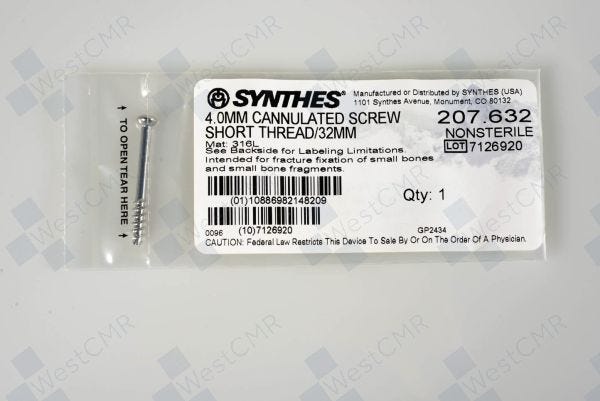 SYNTHES®
Manufactured or Distributed by SYNTHES (USA)
1101 Synthes Avenue, Monument, CO 80132
4.0MM CANNULATED SCREW
SHORT THREAD/32MM
207.632
NONSTERILE
LOT 7126920
Mat: 316L
See Backside for Labeling Limitations.
Intended for fracture fixation of small bones
and small bone fragments.
(01)10886982148209
Qty: 1
0096
(10)7126920
GP2434
CAUTION: Federal Law Restricts This Device To Sale By Or On The Order Of A Physician.
TO OPEN TEAR HERE
WestCMR